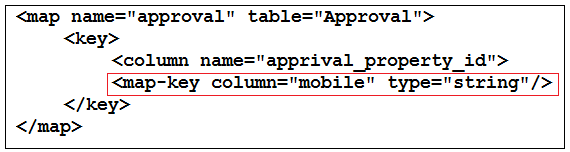 <map name="approval" table="Approval">
<key>
<column name="apprival_property_id">
<map-key column="mobile" type="string"/>
</key>
</map>